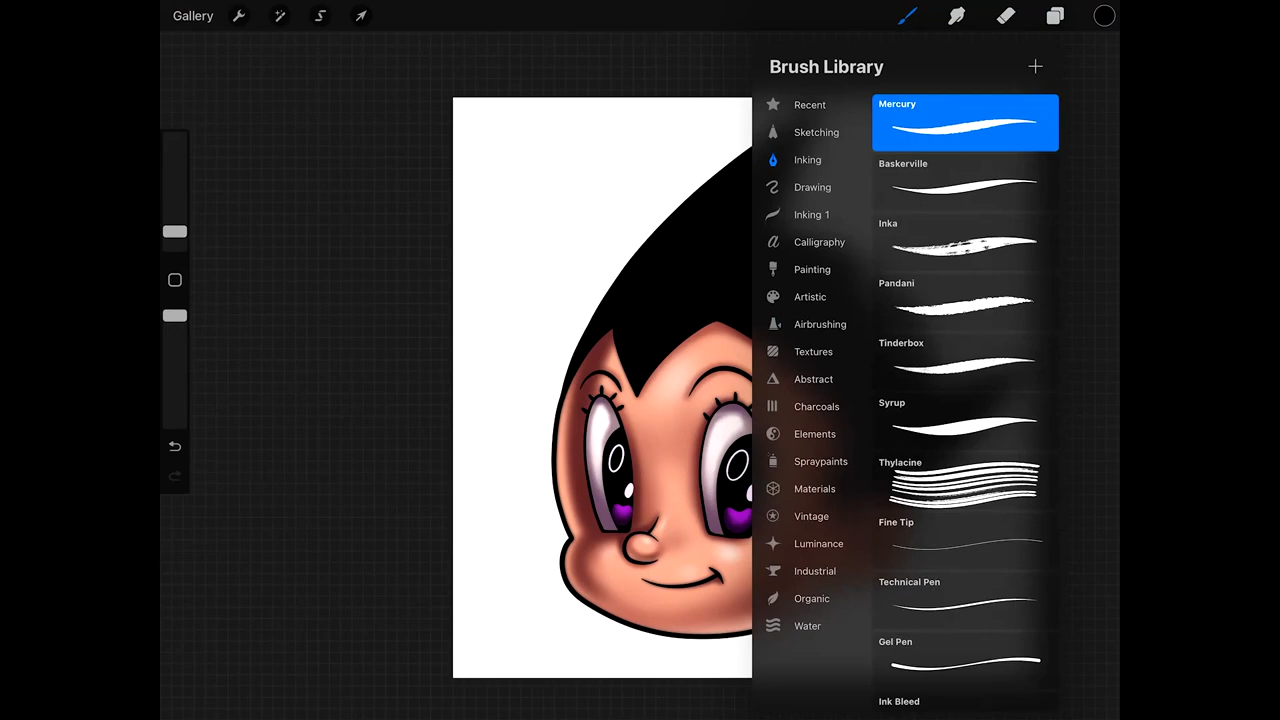 Gallery
Brush Library
Recent
Sketching
Inking
Drawing
Inking 1
Calligraphy
Painting
Artistic
Airbrushing
Textures
Abstract
Charcoals
Elements
Spraypaints
Materials
Vintage
Luminance
Industrial
Organic
Water
Mercury
Baskerville
Inka
Pandani
Tinderbox
Syrup
Thylacine
Fine Tip
Technical Pen
Gel Pen
Ink Bleed